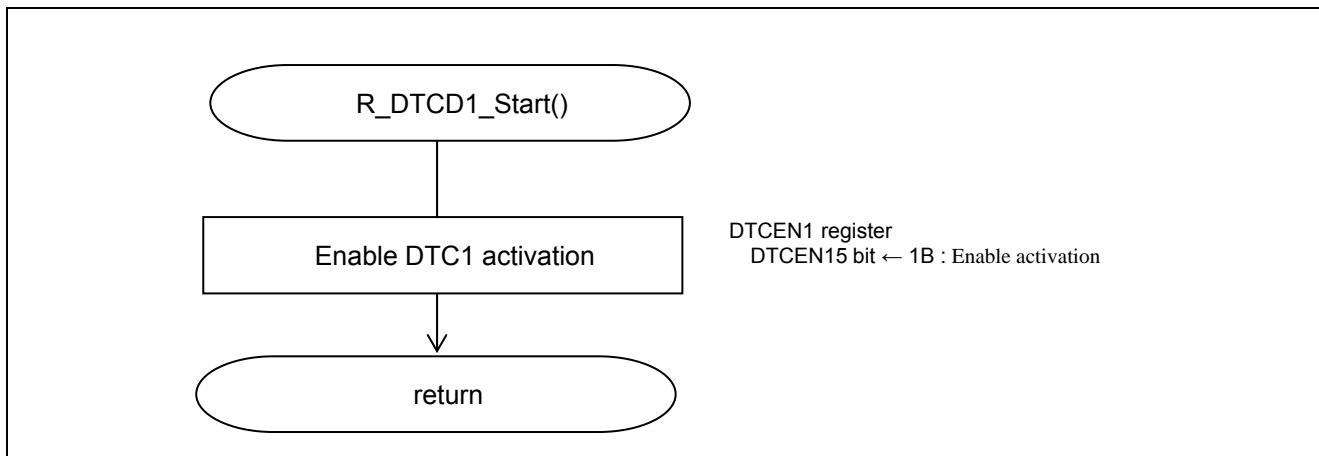 R_DTCD1_Start()
Enable DTC1 activation
DTCEN1 register
DTCEN15 bit ← 1B : Enable activation
return